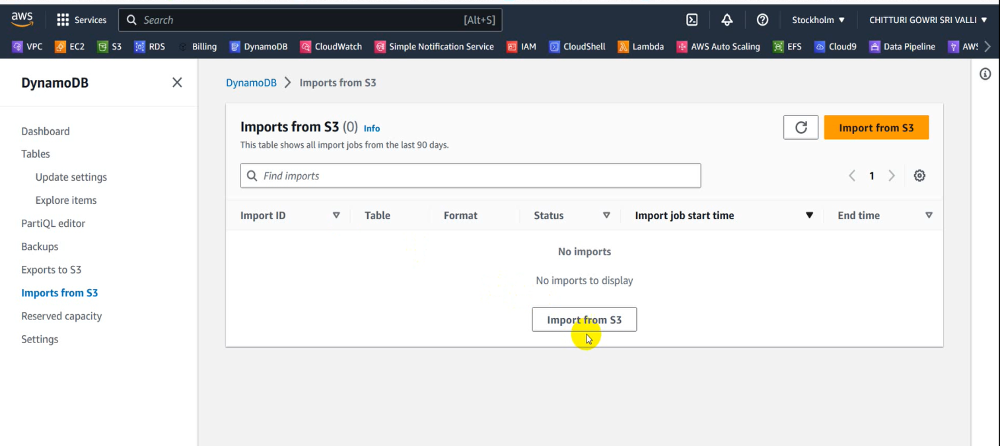 aws Services Search [Alt+S] Stockholm CHITTURI GOWRI SRI VALLI
VPC EC2 S3 RDS Billing DynamoDB CloudWatch Simple Notification Service IAM CloudShell Lambda AWS Auto Scaling EFS Cloud9 Data Pipeline AWS
DynamoDB
DynamoDB Imports from S3
Dashboard
Tables
Update settings
Explore items
PartiQL editor
Backups
Exports to S3
Imports from S3
Reserved capacity
Settings
Imports from S3 (0) Info
Import from S3
This table shows all import jobs from the last 90 days.
Find imports
1
Import ID Table Format Status Import job start time End time
No imports
No imports to display
Import from S3